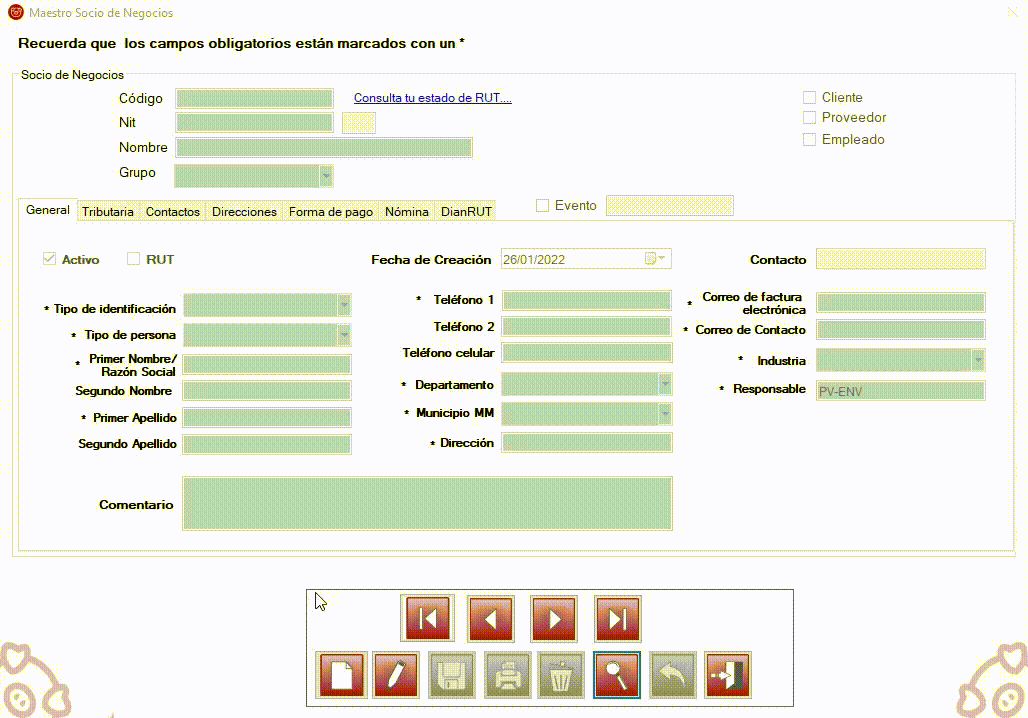 Maestro Socio de Negocios
Recuerda que los campos obligatorios están marcados con un *
Socio de Negocios
Código
Consulta tu estado de RUT....
Cliente
Nit
Proveedor
Nombre
Empleado
Grupo
General Tributaria Contactos Direcciones Forma de pago Nómina DianRUT
Evento
Activo
RUT
Fecha de Creación 26/01/2022
Contacto
* Tipo de identificación
* Teléfono 1
* Correo de factura
electrónica
* Tipo de persona
Teléfono 2
* Correo de Contacto
* Primer Nombre/
Razón Social
Teléfono celular
* Industria
Segundo Nombre
* Departamento
* Responsable PV-ENV
* Primer Apellido
* Municipio MM
Segundo Apellido
* Dirección
Comentario